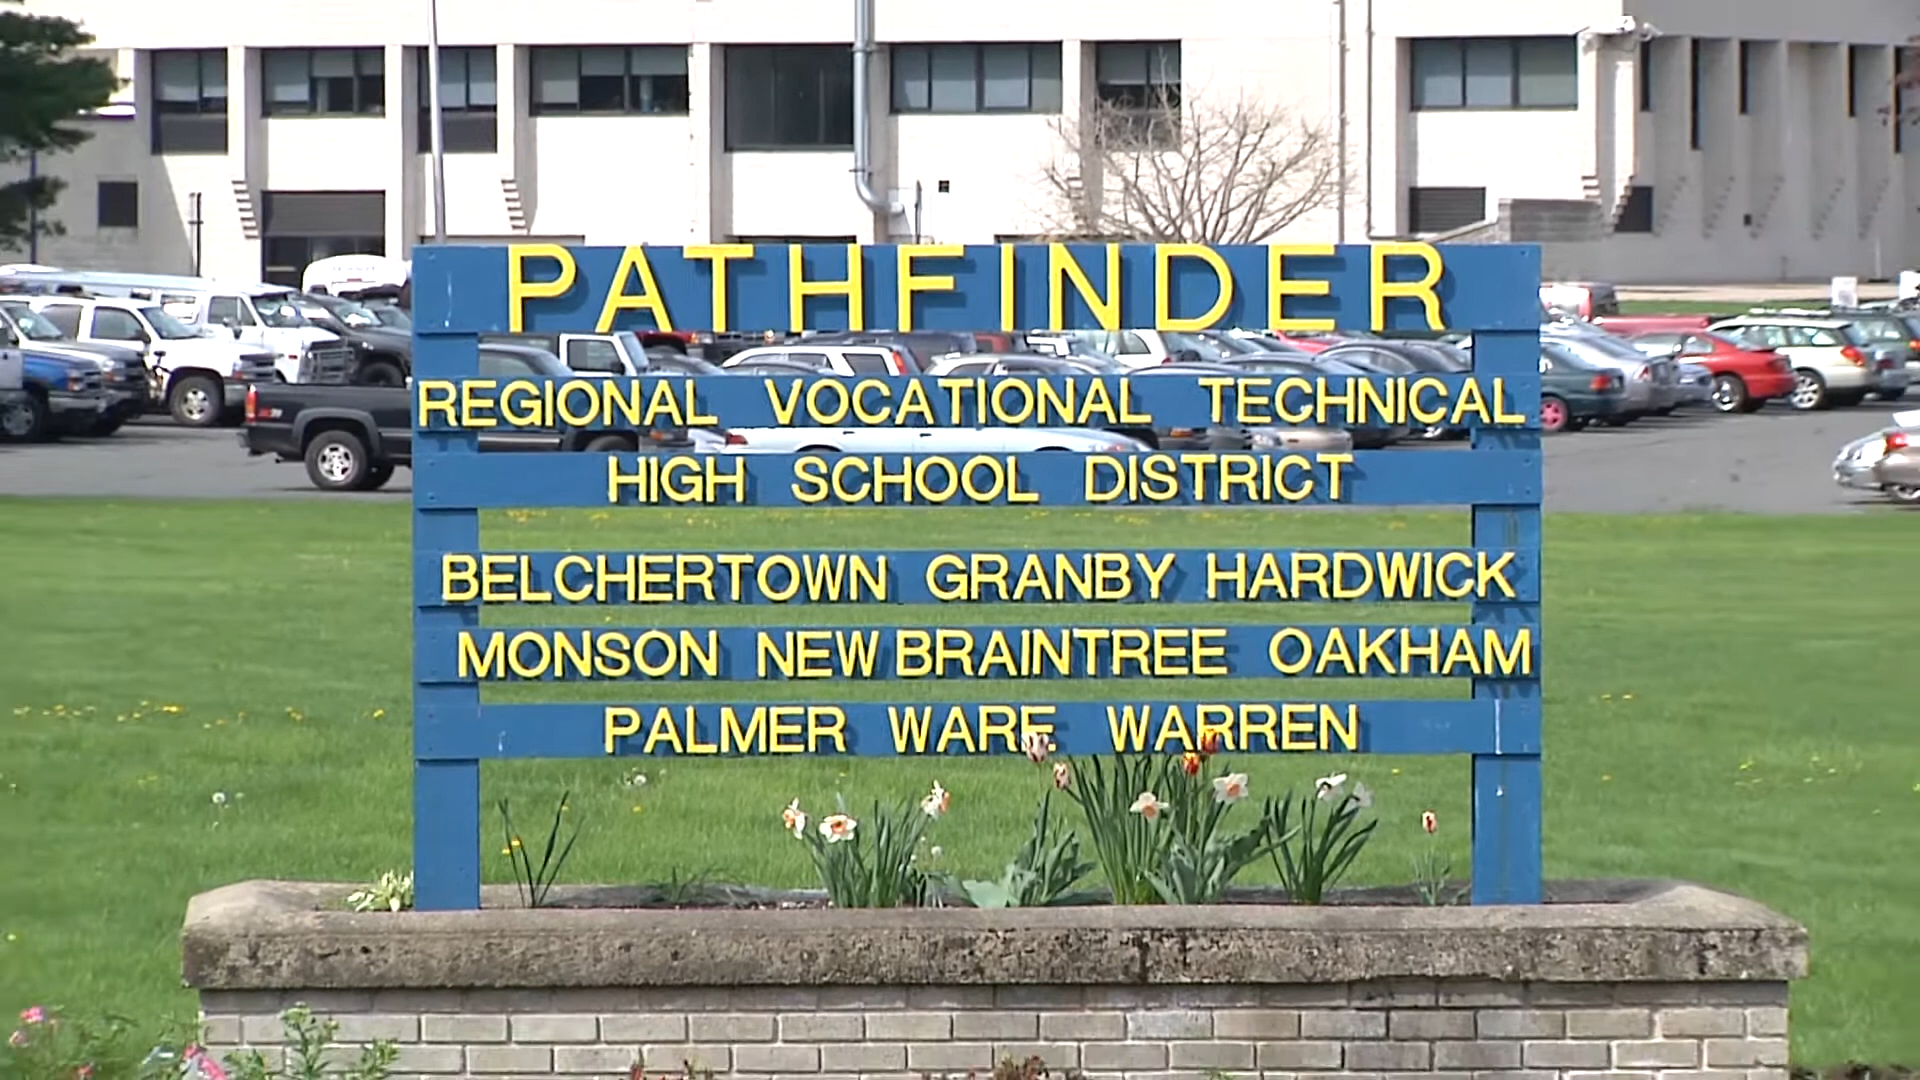 PATHFINDER
REGIONAL VOCATIONAL TECHNICAL
HIGH SCHOOL DISTRICT
BELCHERTOWN GRANBY HARDWICK
MONSON NEW BRAINTREE OAKHAM
PALMER WARE WARREN